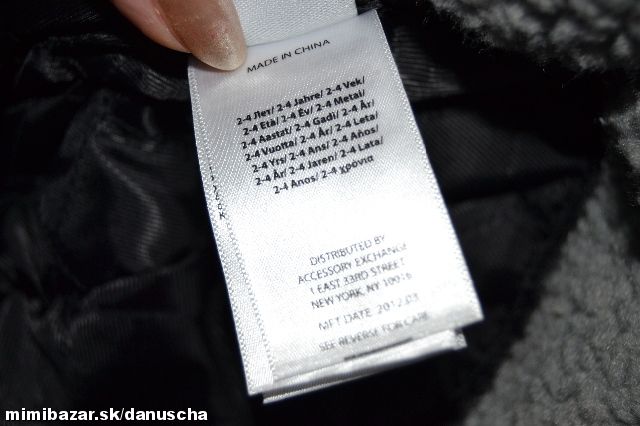 MADE IN CHINA
2-4 Лет/ 2-4 Jahre/ 2-4 Vek/
2-4 Età/ 2-4 Év/ 2-4 Metai/
2-4 Aastat/ 2-4 Gadi/ 2-4 År/
2-4 Vuotta/ 2-4 År/ 2-4 Leta/
2-4 Yrs/ 2-4 Ans/ 2-4 Años/
2-4 År/ 2-4 Jaren/ 2-4 Lata/
2-4 Anos/ 2-4 χρόνια
DISTRIBUTED BY
ACCESSORY EXCHANGE
1 EAST 33RD STREET
NEW YORK, NY 10016
MFT DATE 2012.03
SEE REVERSE FOR CARE
mimibazar.sk/danuscha